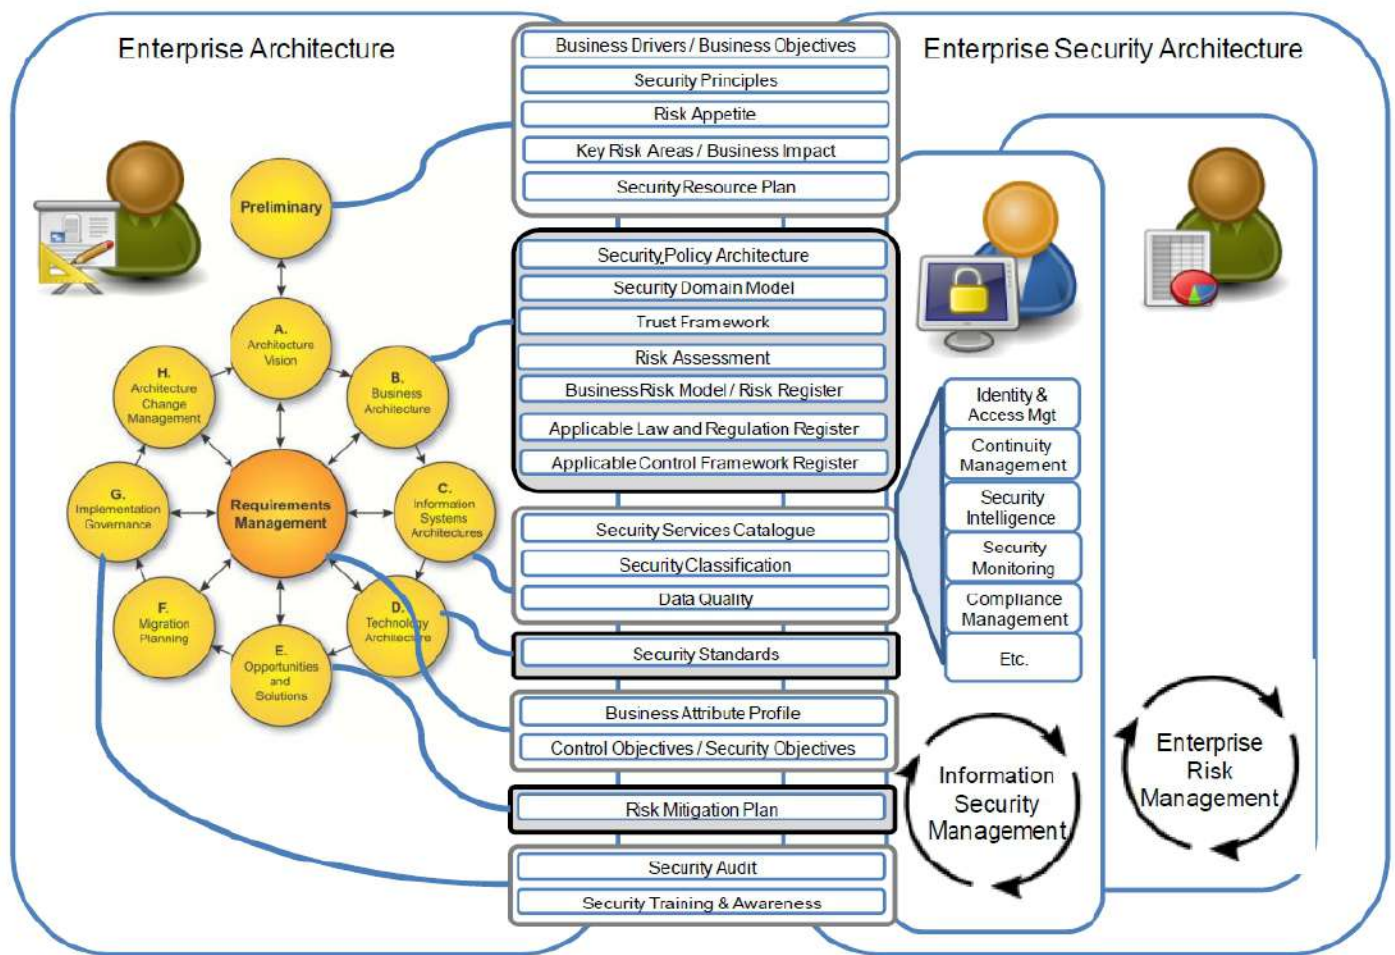 Enterprise Architecture
Enterprise Security Architecture
Preliminary
A.
Architecture
Vision
B.
Business
Architecture
C.
Information
Systems
Architectures
D.
Technology
Architecture
E.
Opportunities
and
Solutions
F.
Migration
Planning
G.
Implementation
Governance
H.
Architecture
Change
Management
Requirements
Management
Business Drivers / Business Objectives
Security Principles
Risk Appetite
Key Risk Areas / Business Impact
Security Resource Plan
Security Policy Architecture
Security Domain Model
Trust Framework
Risk Assessment
Business Risk Model / Risk Register
Applicable Law and Regulation Register
Applicable Control Framework Register
Security Services Catalogue
Security Classification
Data Quality
Security Standards
Business Attribute Profile
Control Objectives / Security Objectives
Risk Mitigation Plan
Security Audit
Security Training & Awareness
Identity &
Access Mgt
Continuity
Management
Security
Intelligence
Security
Monitoring
Compliance
Management
Etc.
Information
Security
Management
Enterprise
Risk
Management